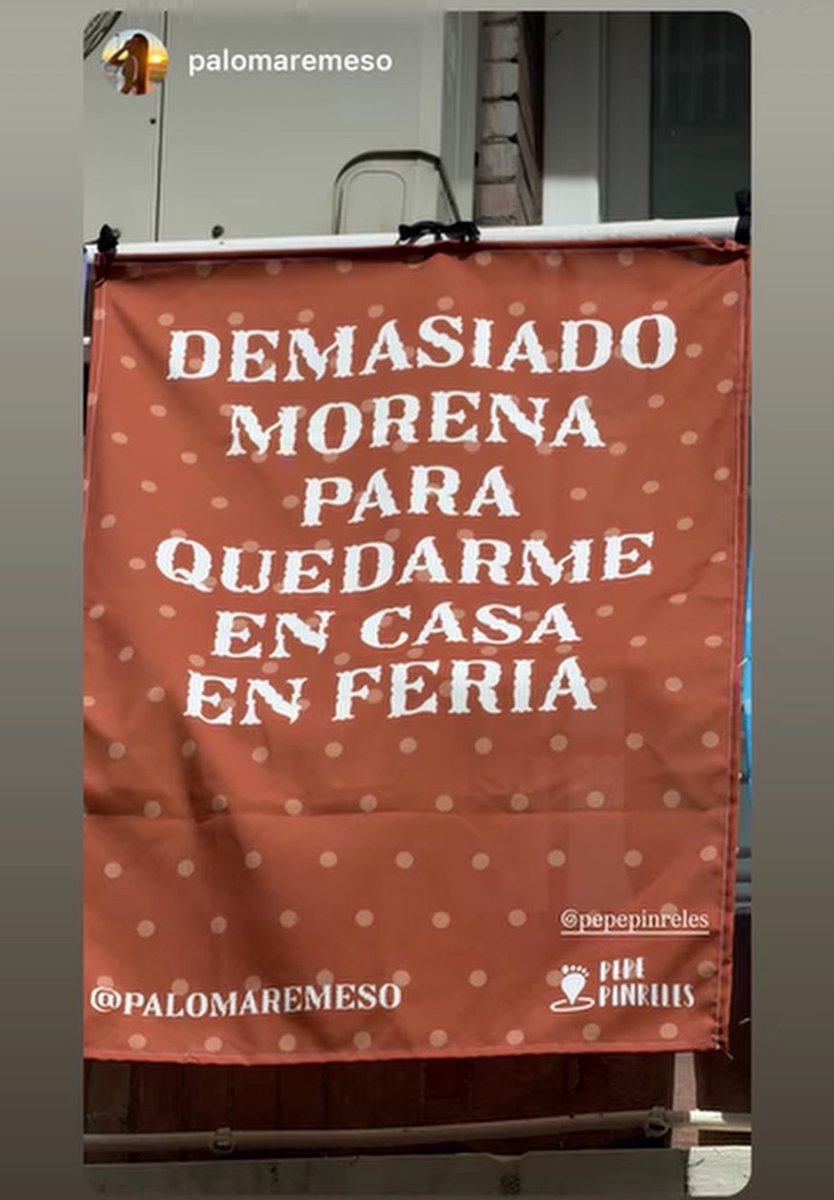 palomaremeso
DEMASIADO
MORENA
PARA
QUEDARME
EN CASA
EN FERIA
@pepepinreles
@PALOMAREMESO
PEPE
PINRELES